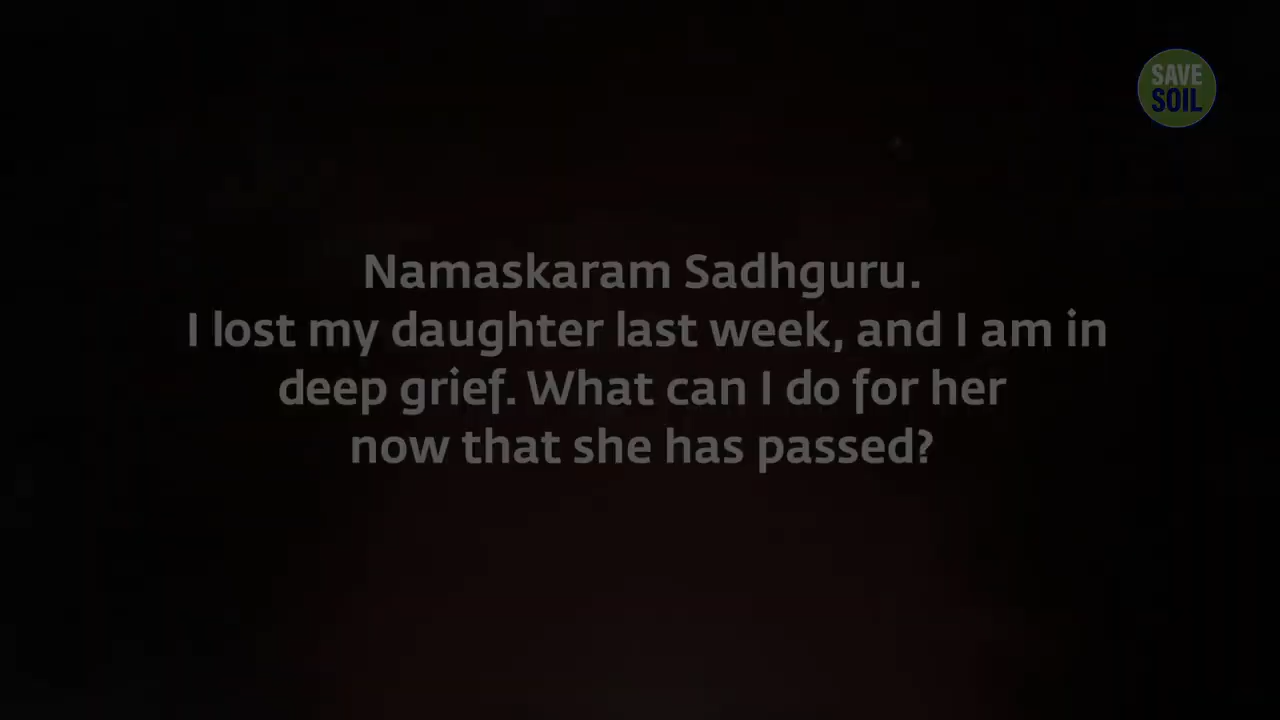 SAVE
SOIL
Namaskaram Sadhguru.
I lost my daughter last week, and I am in
deep grief. What can I do for her
now that she has passed?